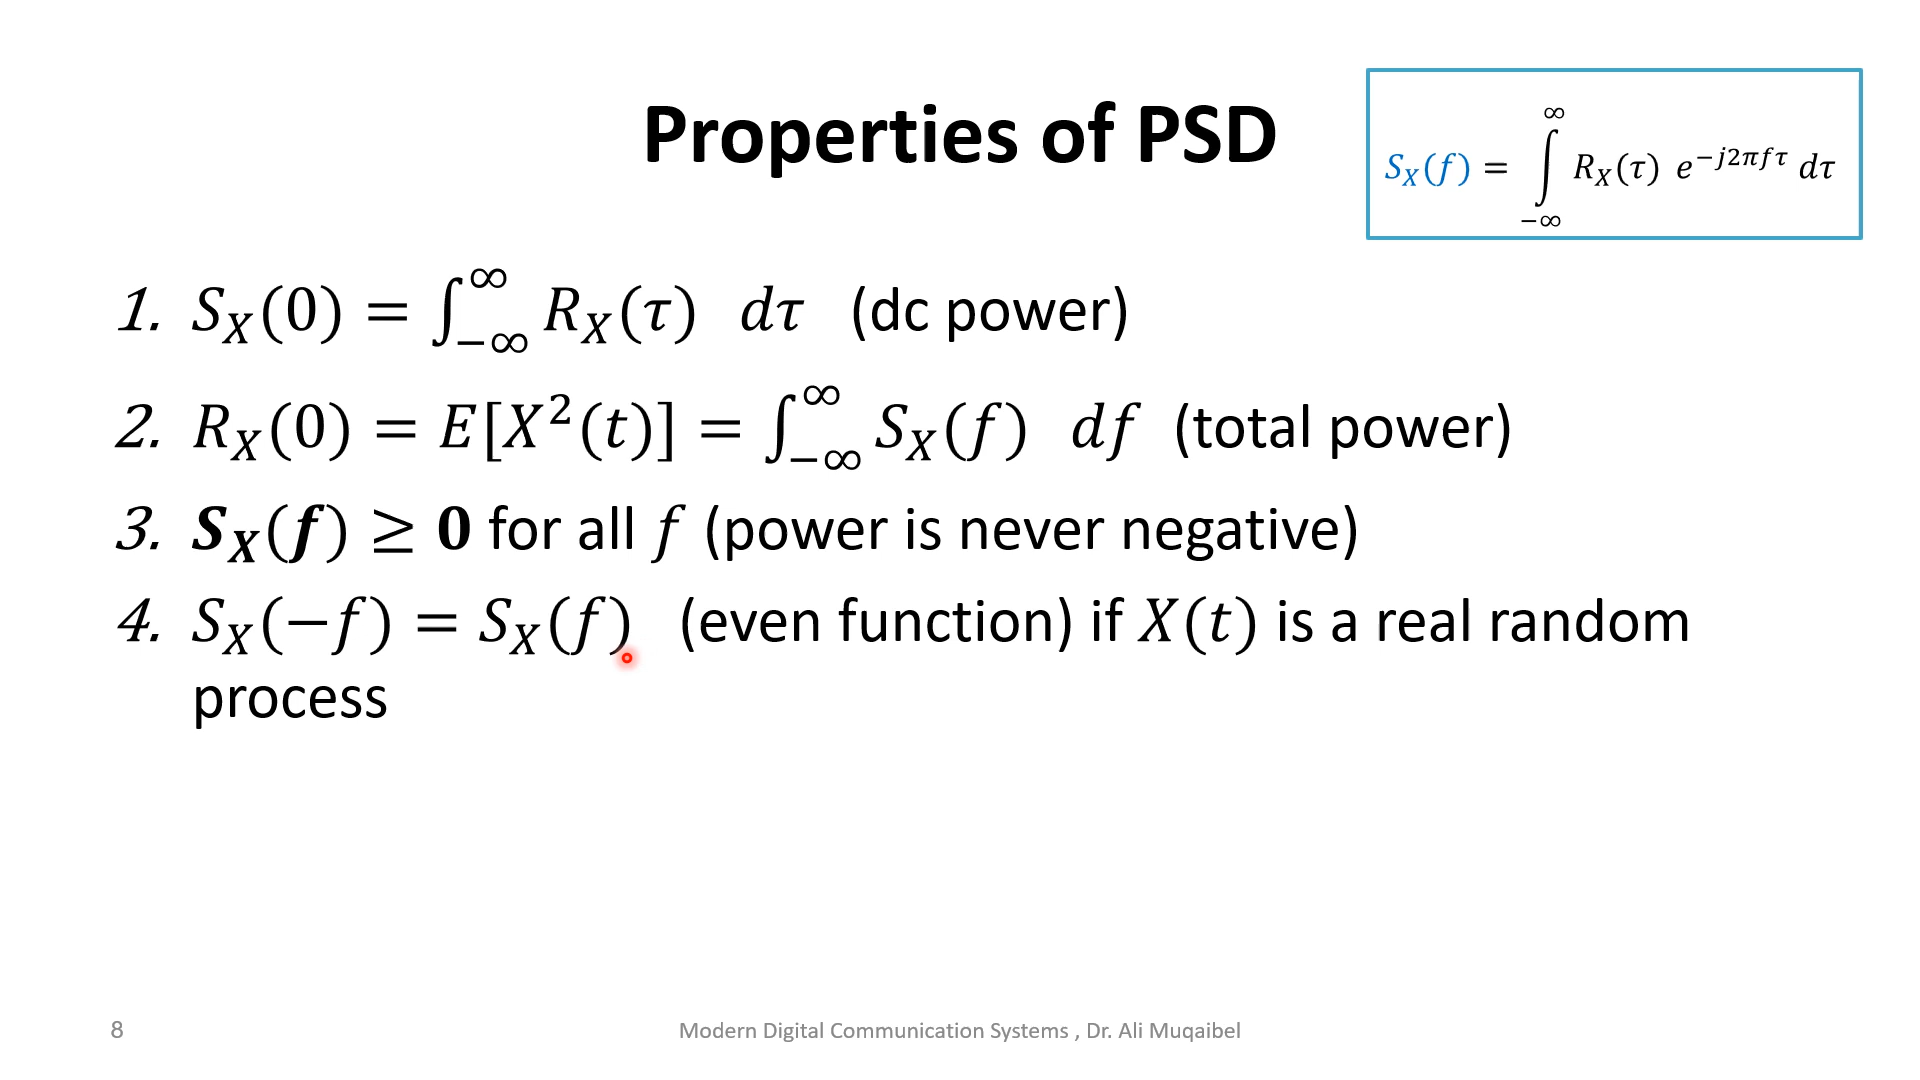 Properties of PSD
S_X(f) = ∫_{−∞}^{∞} R_X(τ) e^{−j2πfτ} dτ
1. S_X(0) = ∫_{−∞}^{∞} R_X(τ) dτ (dc power)
2. R_X(0) = E[X²(t)] = ∫_{−∞}^{∞} S_X(f) df (total power)
3. S_X(f) ≥ 0 for all f (power is never negative)
4. S_X(−f) = S_X(f) (even function) if X(t) is a real random
process
8
Modern Digital Communication Systems , Dr. Ali Muqaibel